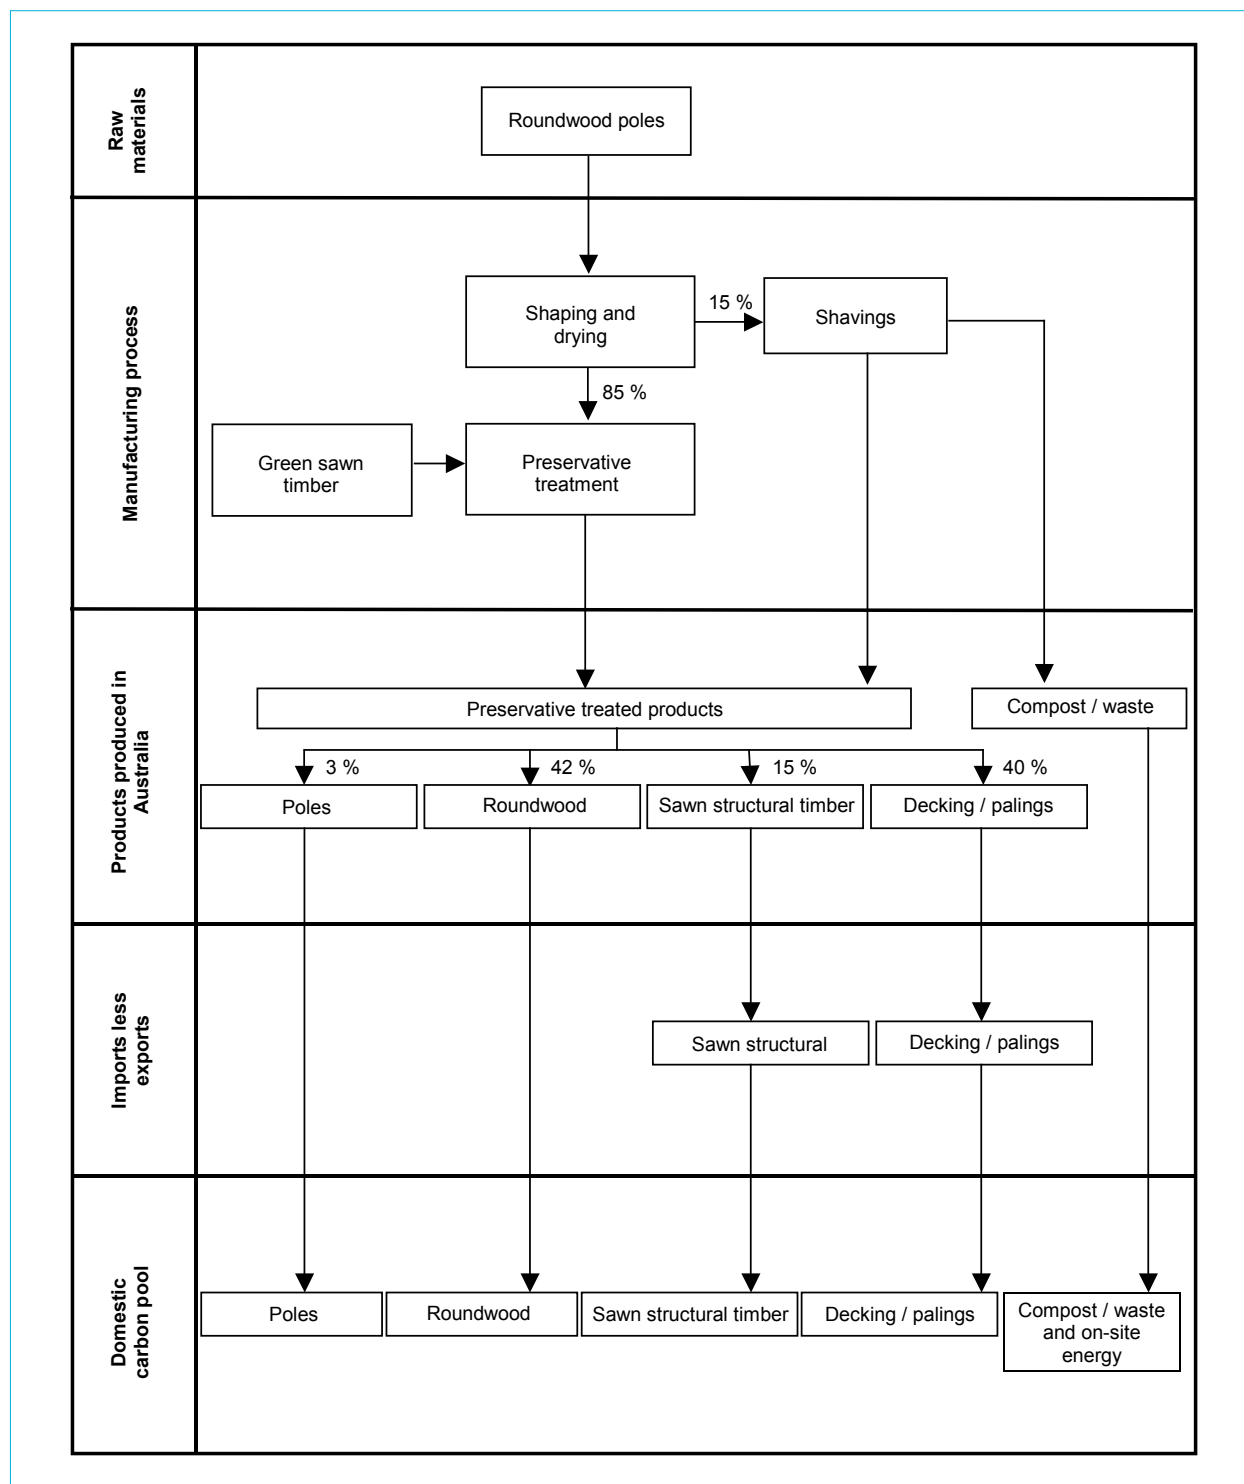 Raw
materials
Roundwood poles
Manufacturing process
Shaping and
drying
15 %
Shavings
85 %
Green sawn
timber
Preservative
treatment
Products produced in
Australia
Preservative treated products
Compost / waste
3 %
42 %
15 %
40 %
Poles
Roundwood
Sawn structural timber
Decking / palings
Imports less
exports
Sawn structural
Decking / palings
Domestic
carbon pool
Poles
Roundwood
Sawn structural timber
Decking / palings
Compost / waste
and on-site
energy